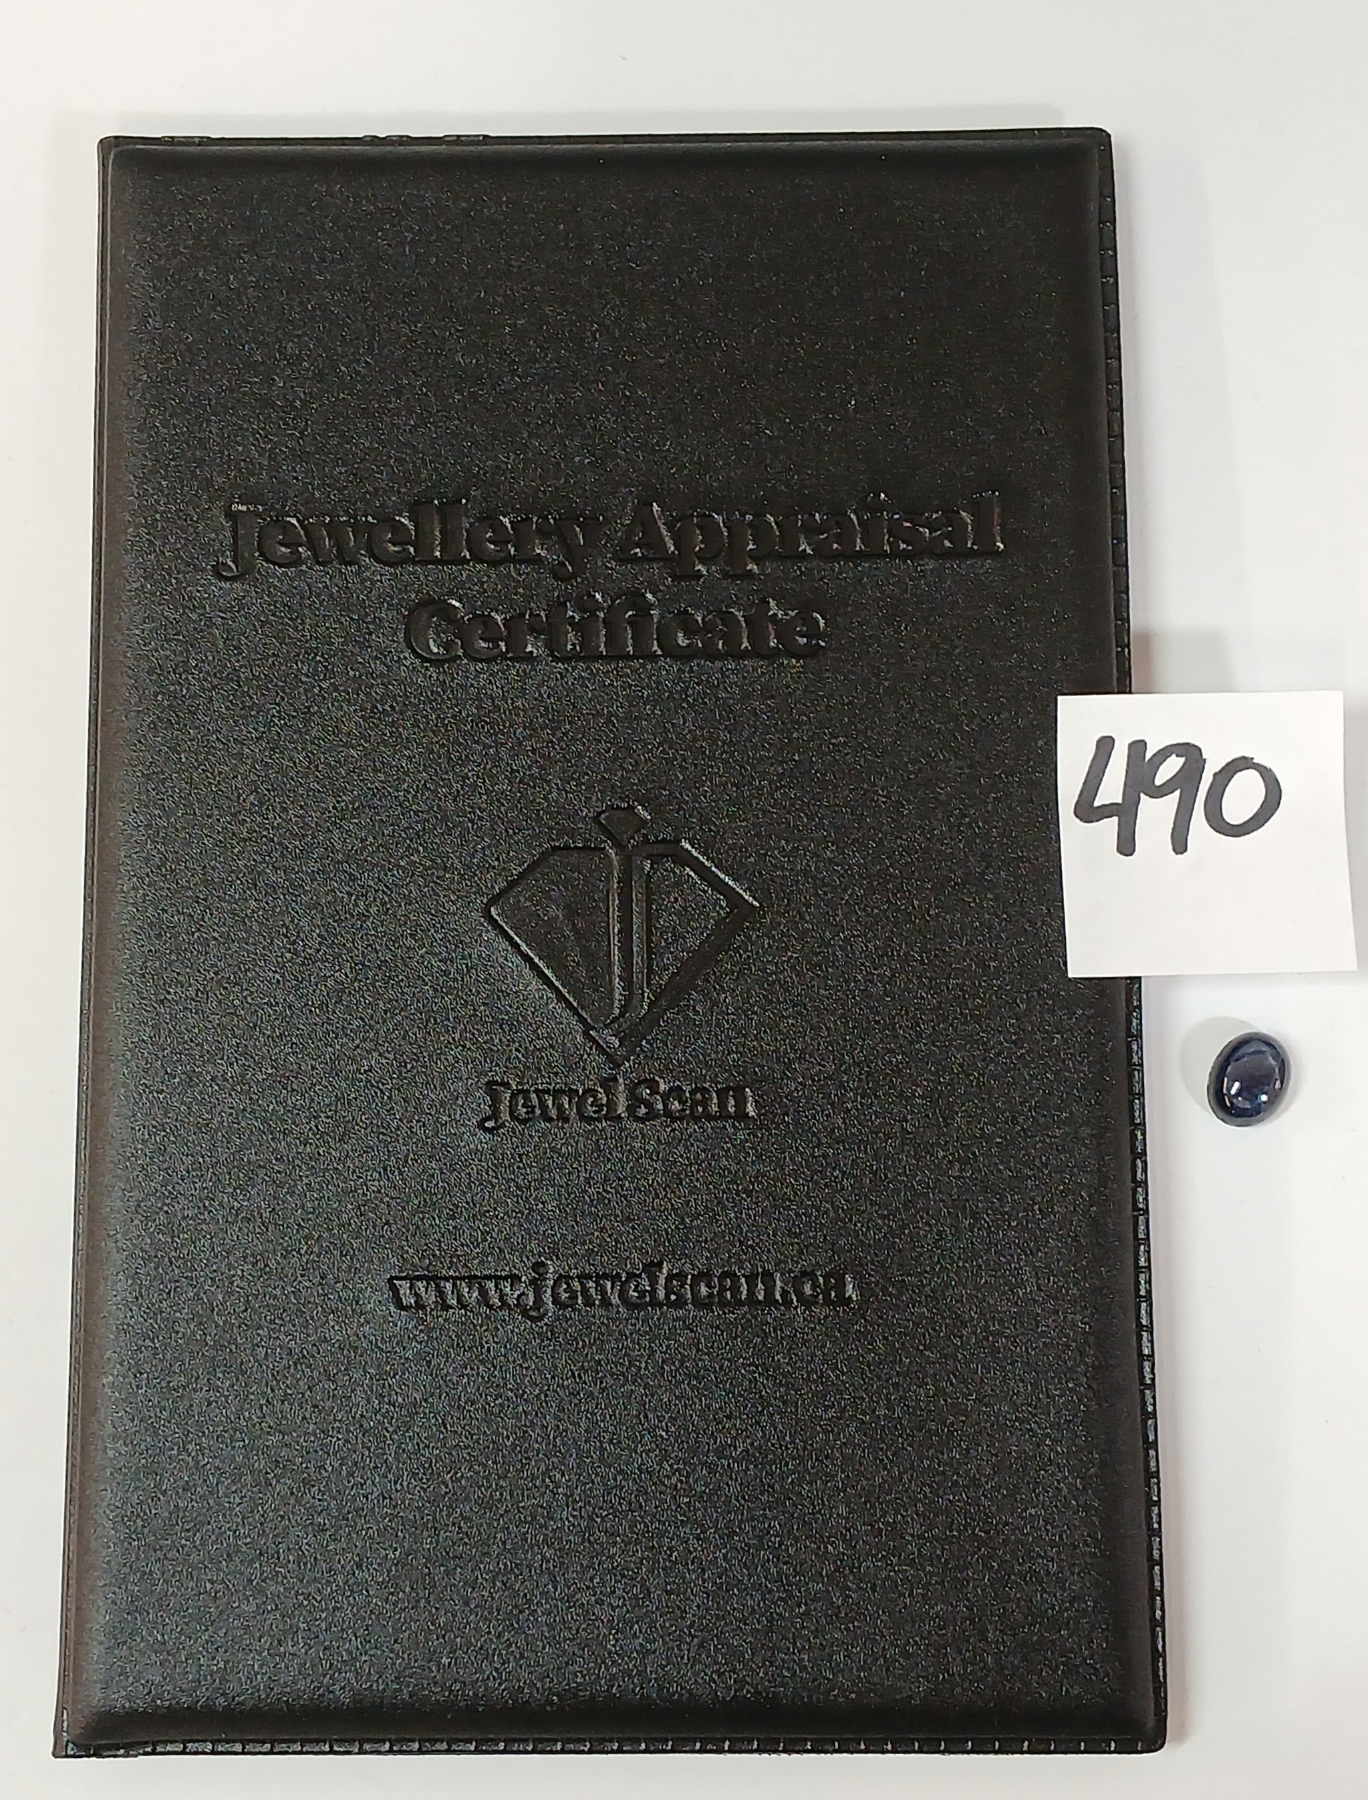 Jewellery Appraisal
Certificate
490
J
Jewel Scan
www.jewelscan.ca